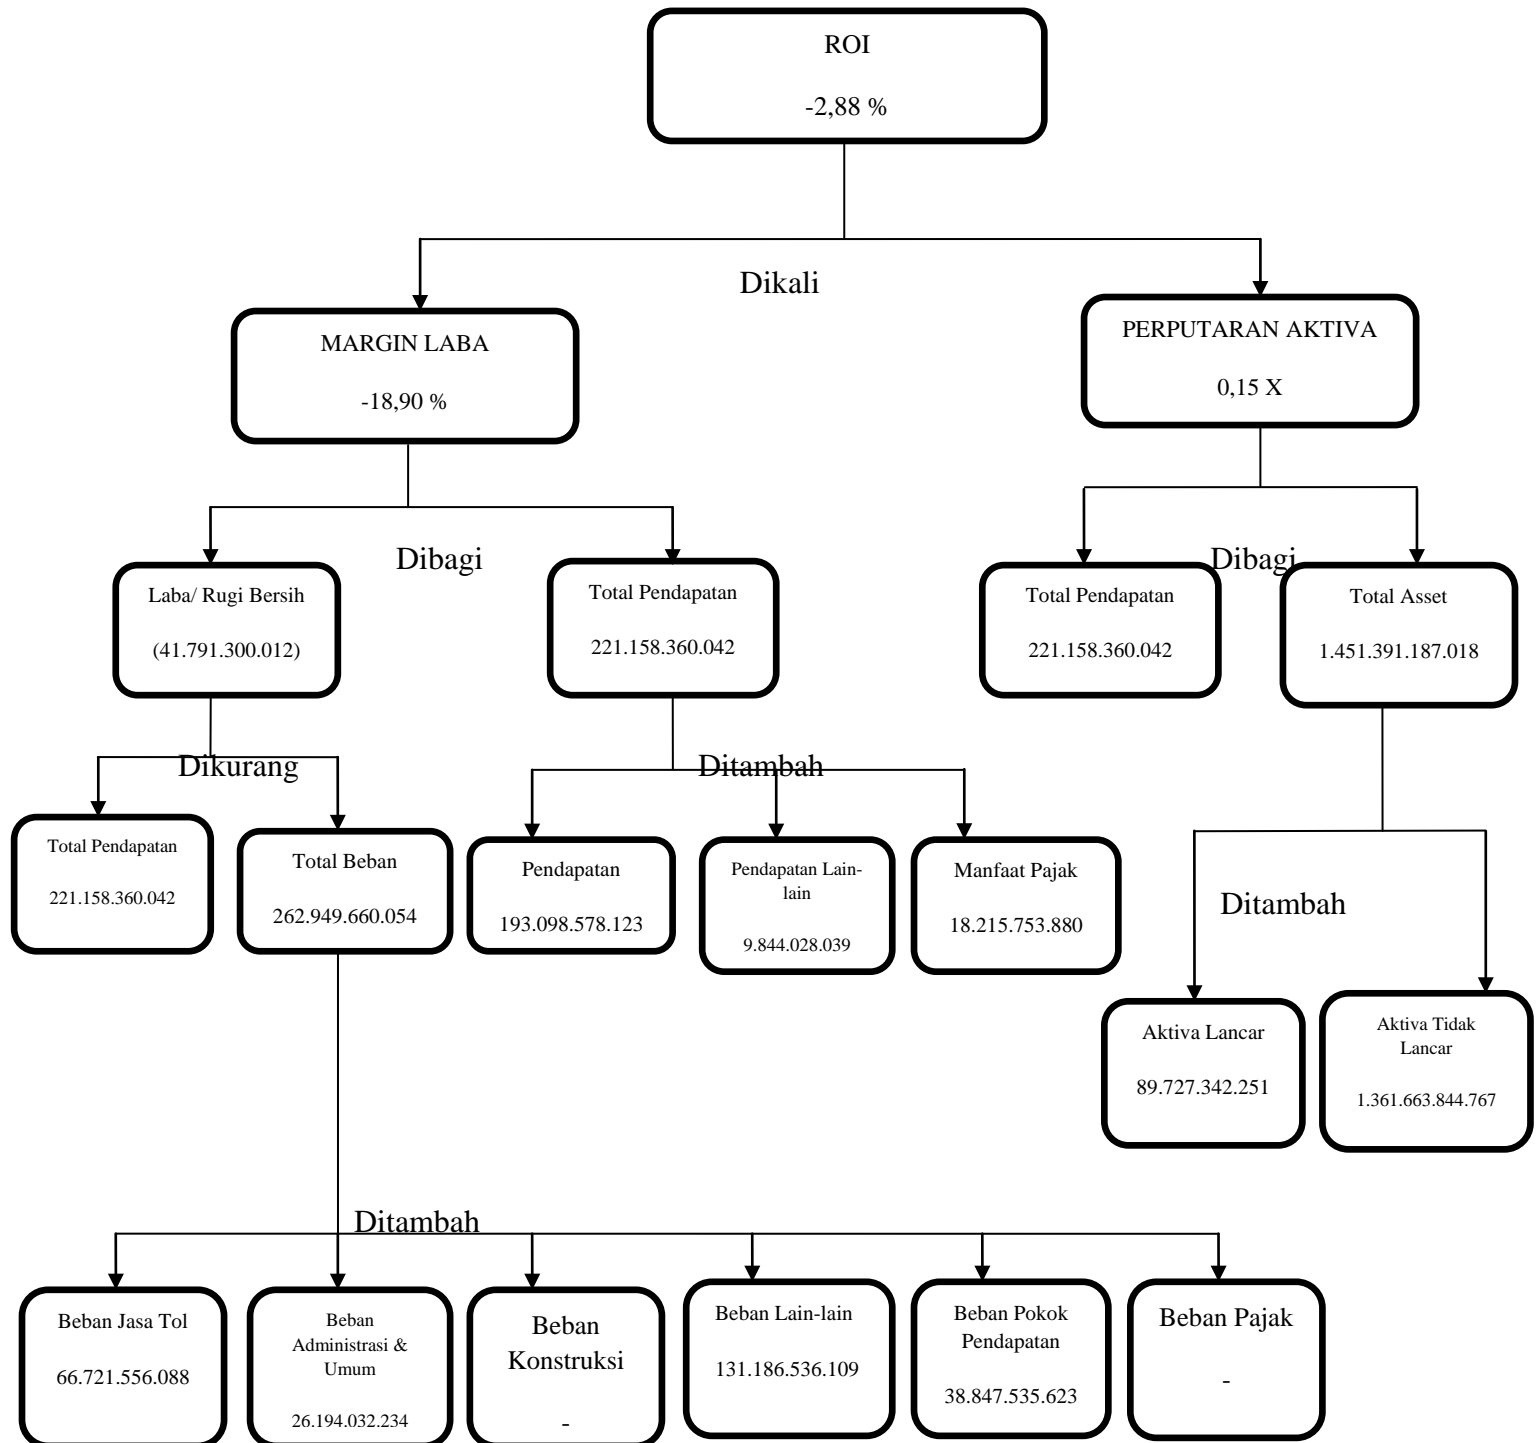 ROI
-2,88 %
Dikali
MARGIN LABA
-18,90 %
PERPUTARAN AKTIVA
0,15 X
Dibagi
Dibagi
Laba/ Rugi Bersih
(41.791.300.012)
Total Pendapatan
221.158.360.042
Total Pendapatan
221.158.360.042
Total Asset
1.451.391.187.018
Dikurang
Ditambah
Total Pendapatan
221.158.360.042
Total Beban
262.949.660.054
Pendapatan
193.098.578.123
Pendapatan Lain-
lain
9.844.028.039
Manfaat Pajak
18.215.753.880
Ditambah
Aktiva Lancar
89.727.342.251
Aktiva Tidak
Lancar
1.361.663.844.767
Ditambah
Beban Jasa Tol
66.721.556.088
Beban
Administrasi &
Umum
26.194.032.234
Beban
Konstruksi
-
Beban Lain-lain
131.186.536.109
Beban Pokok
Pendapatan
38.847.535.623
Beban Pajak
-